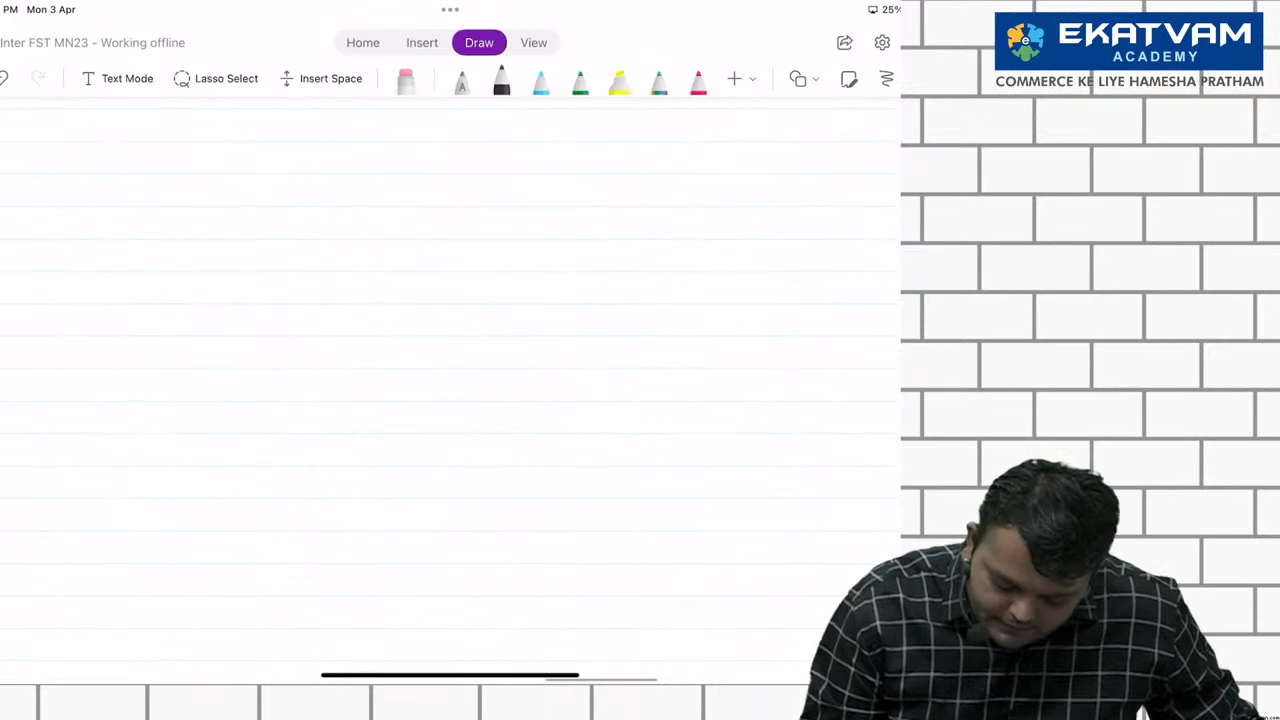 PM Mon 3 Apr
25%
Inter FST MN23 - Working offline
Home Insert Draw View
Text Mode Lasso Select Insert Space
A
e EKATVAM
ACADEMY
COMMERCE KE LIYE HAMESHA PRATHAM